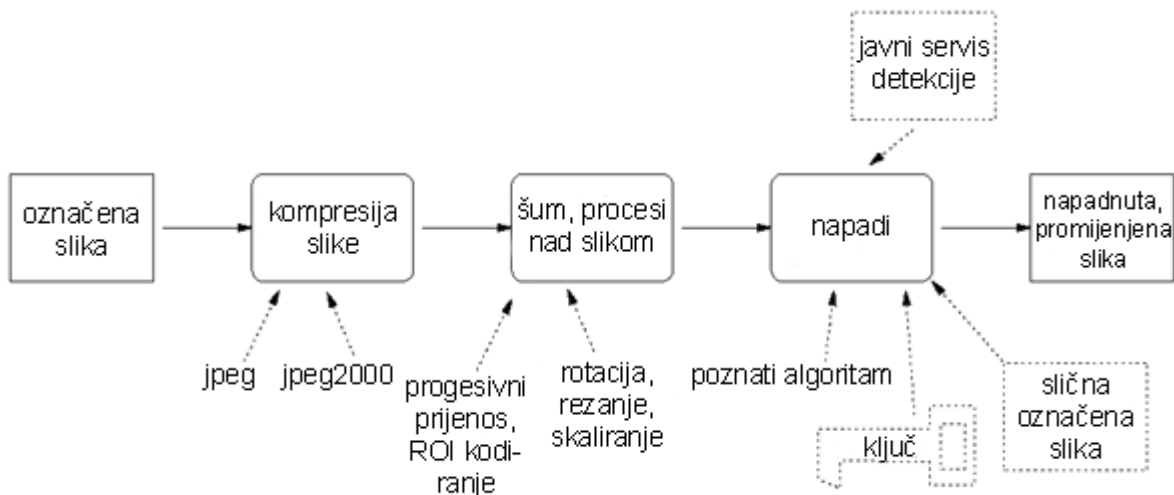 javni servis
detekcije
označena
slika
kompresija
slike
šum, procesi
nad slikom
napadi
napadnuta,
promijenjena
slika
jpeg
jpeg2000
progesivni
prijenos,
ROI kodi-
ranje
rotacija,
rezanje,
skaliranje
poznati algoritam
ključ
slična
označena
slika